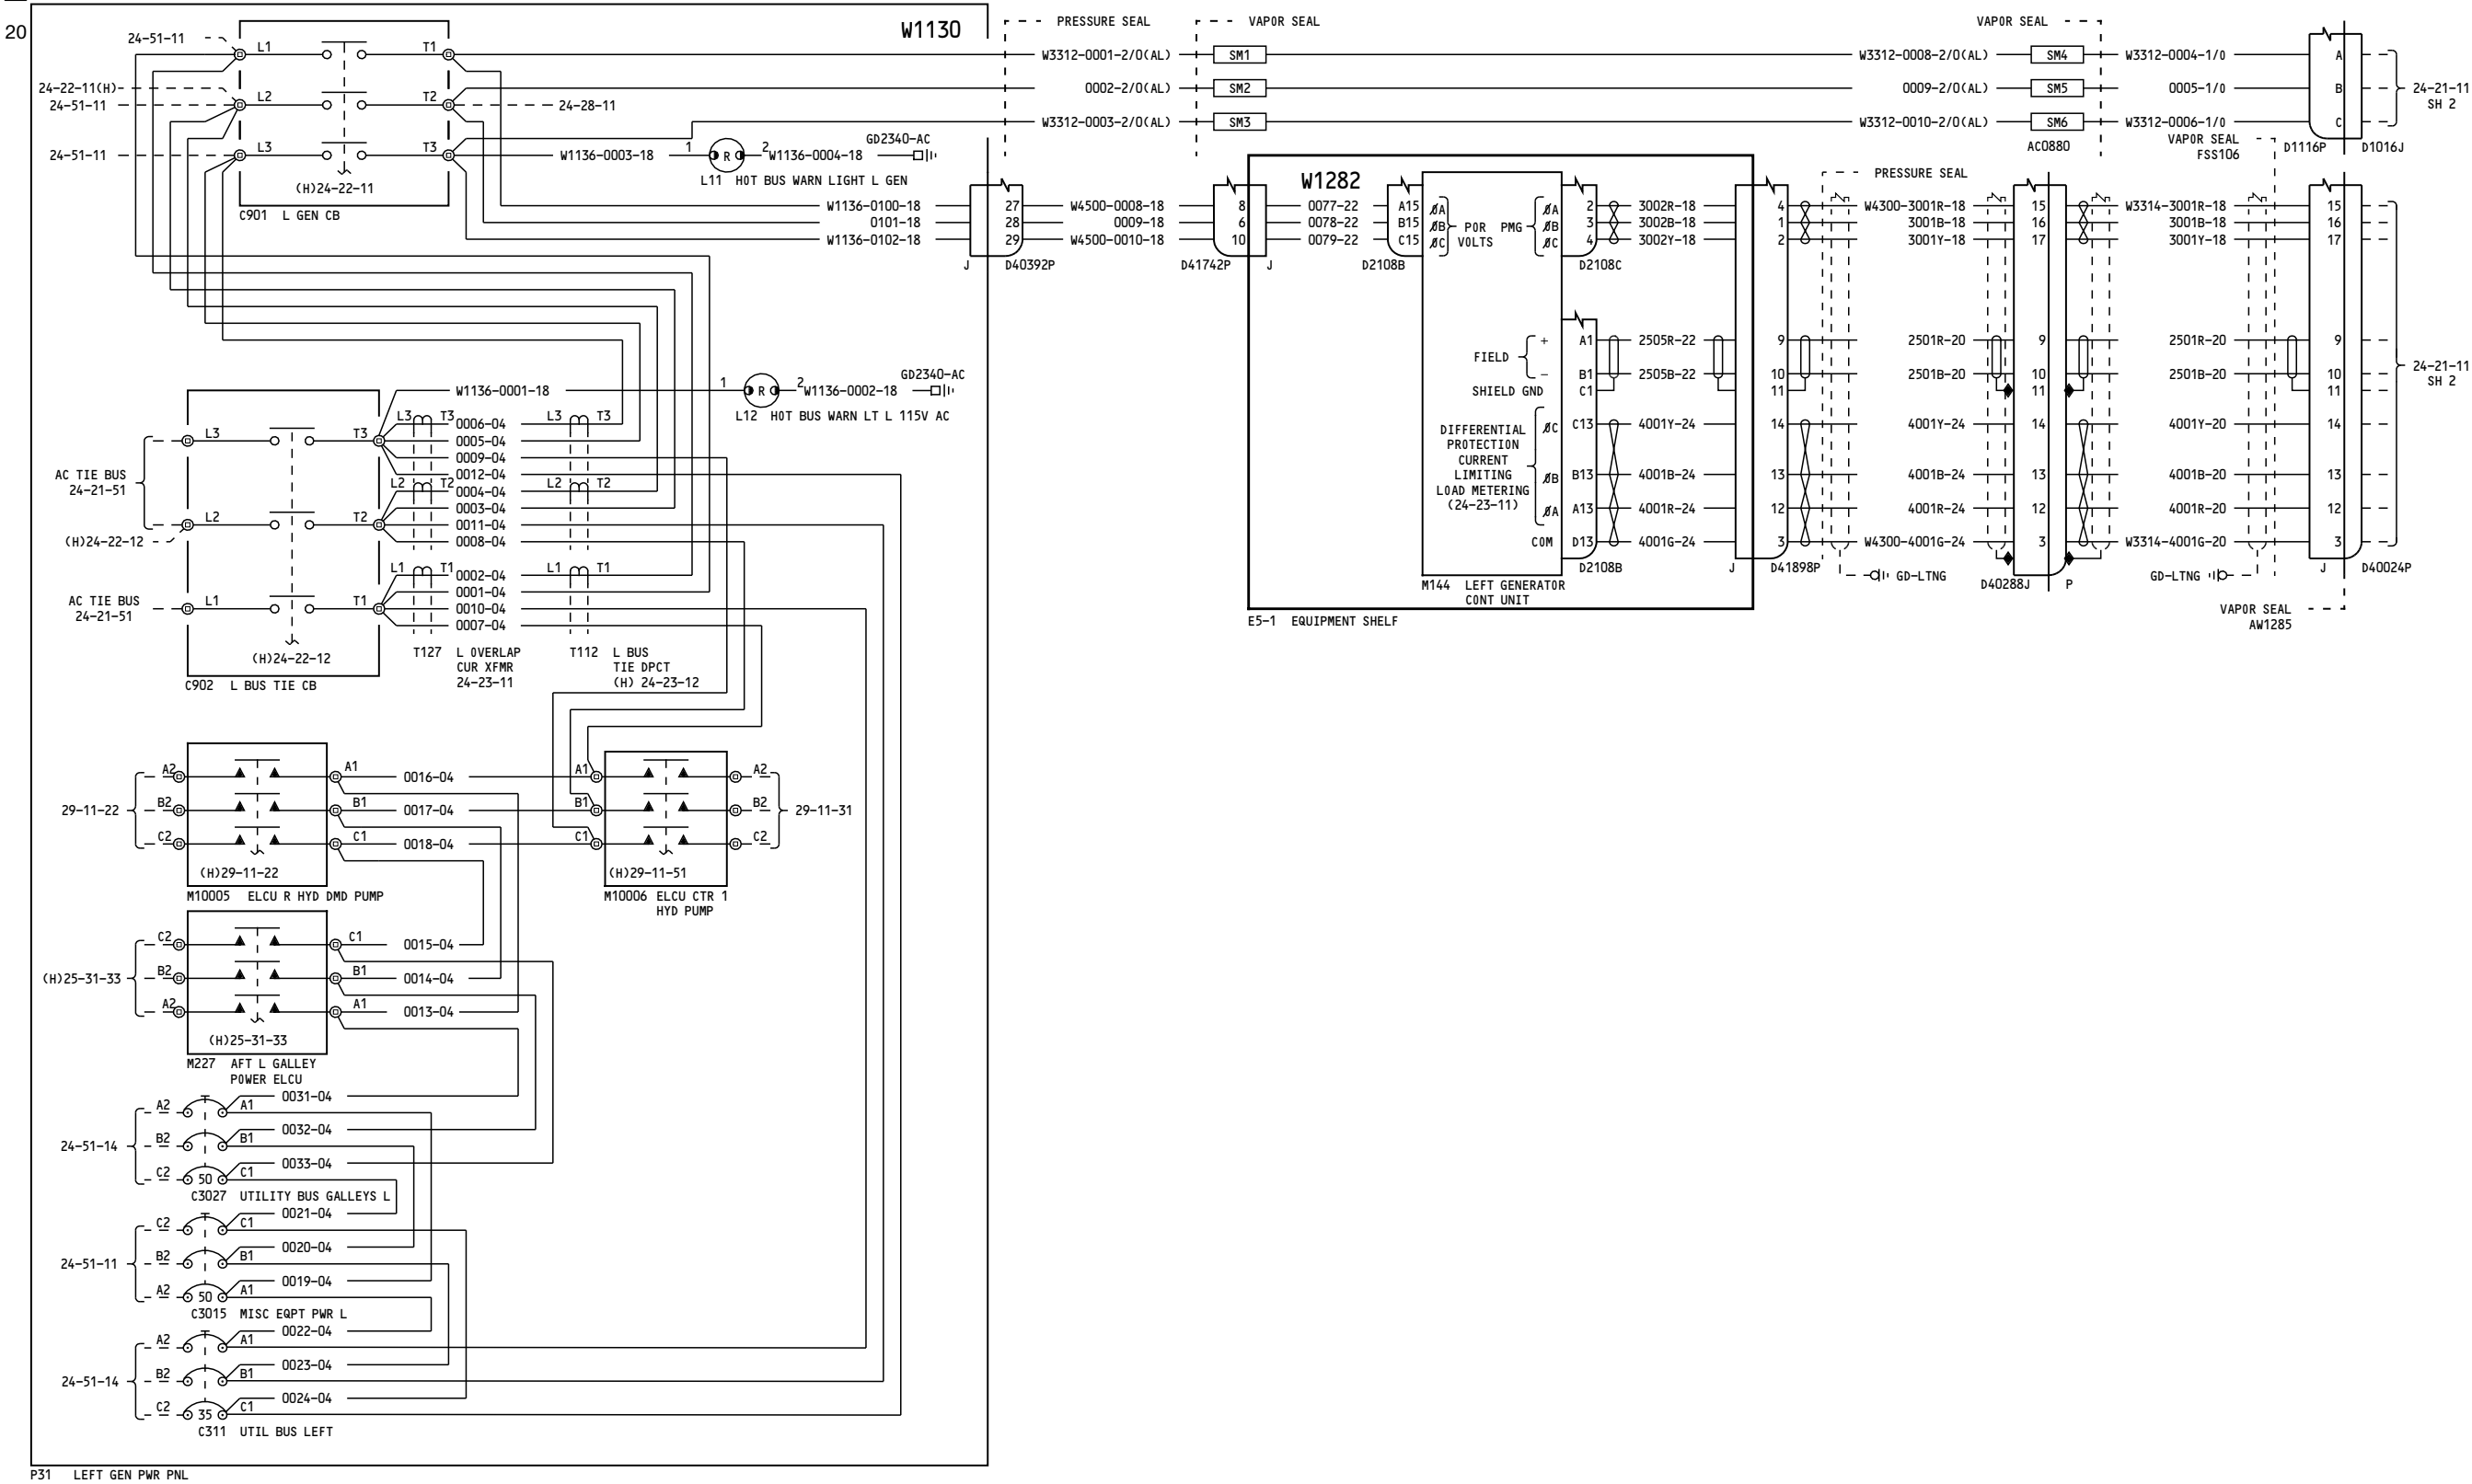 20
W1130
PRESSURE SEAL
VAPOR SEAL
VAPOR SEAL
24-51-11
L1
T1
W3312-0001-2/0(AL)
SM1
W3312-0008-2/0(AL)
SM4
W3312-0004-1/0
A
24-22-11(H)
24-51-11
L2
T2
24-28-11
0002-2/0(AL)
SM2
0009-2/0(AL)
SM5
0005-1/0
B
24-21-11
SH 2
W3312-0003-2/0(AL)
SM3
W3312-0010-2/0(AL)
SM6
W3312-0006-1/0
C
AC0880
VAPOR SEAL
FSS106
D1116P
D1016J
24-51-11
L3
T3
W1136-0003-18
1
R
2
W1136-0004-18
GD2340-AC
L11 HOT BUS WARN LIGHT L GEN
(H)24-22-11
C901 L GEN CB
W1136-0100-18
27
W4500-0008-18
8
0101-18
28
0009-18
6
W1136-0102-18
29
W4500-0010-18
10
J
D40392P
D41742P
J
W1282
0077-22
A15
ØA
0078-22
B15
ØB
0079-22
C15
ØC
POR
VOLTS
PMG
ØA
2
3002R-18
4
ØB
3
3002B-18
1
ØC
4
3002Y-18
2
D2108B
D2108C
PRESSURE SEAL
W4300-3001R-18
15
W3314-3001R-18
15
3001B-18
16
3001B-18
16
3001Y-18
17
3001Y-18
17
FIELD
+
A1
2505R-22
9
2501R-20
9
2501R-20
9
−
B1
2505B-22
10
2501B-20
10
2501B-20
10
SHIELD GND
C1
11
11
11
24-21-11
SH 2
DIFFERENTIAL
PROTECTION
CURRENT
LIMITING
LOAD METERING
(24-23-11)
ØC
C13
4001Y-24
14
4001Y-24
14
4001Y-20
14
ØB
B13
4001B-24
13
4001B-24
13
4001B-20
13
ØA
A13
4001R-24
12
4001R-24
12
4001R-20
12
COM
D13
4001G-24
3
W4300-4001G-24
3
W3314-4001G-20
3
D2108B
J
D41898P
GD-LTNG
D40288J
P
GD-LTNG
J
D40024P
VAPOR SEAL
AW1285
M144 LEFT GENERATOR
CONT UNIT
E5-1 EQUIPMENT SHELF
W1136-0001-18
1
R
2
W1136-0002-18
GD2340-AC
L12 HOT BUS WARN LT L 115V AC
AC TIE BUS
24-21-51
L3
T3
L3
T3
0006-04
L3
T3
0005-04
0009-04
0012-04
L2
T2
L2
T2
0004-04
L2
T2
0003-04
0011-04
0008-04
(H)24-22-12
AC TIE BUS
24-21-51
L1
T1
L1
T1
0002-04
L1
T1
0001-04
0010-04
0007-04
(H)24-22-12
C902 L BUS TIE CB
T127 L OVERLAP
CUR XFMR
24-23-11
T112 L BUS
TIE DPCT
(H) 24-23-12
29-11-22
A2
A1
0016-04
A1
A2
B2
B1
0017-04
B1
B2
29-11-31
C2
C1
0018-04
C1
C2
(H)29-11-22
(H)29-11-51
M10005 ELCU R HYD DMD PUMP
M10006 ELCU CTR 1
HYD PUMP
(H)25-31-33
C2
C1
0015-04
B2
B1
0014-04
A2
A1
0013-04
(H)25-31-33
M227 AFT L GALLEY
POWER ELCU
24-51-14
0031-04
A2
A1
0032-04
B2
B1
0033-04
C2
50
C1
C3027 UTILITY BUS GALLEYS L
24-51-11
0021-04
C2
C1
0020-04
B2
B1
0019-04
A2
50
A1
C3015 MISC EQPT PWR L
24-51-14
0022-04
A2
A1
0023-04
B2
B1
0024-04
C2
35
C1
C311 UTIL BUS LEFT
P31 LEFT GEN PWR PNL